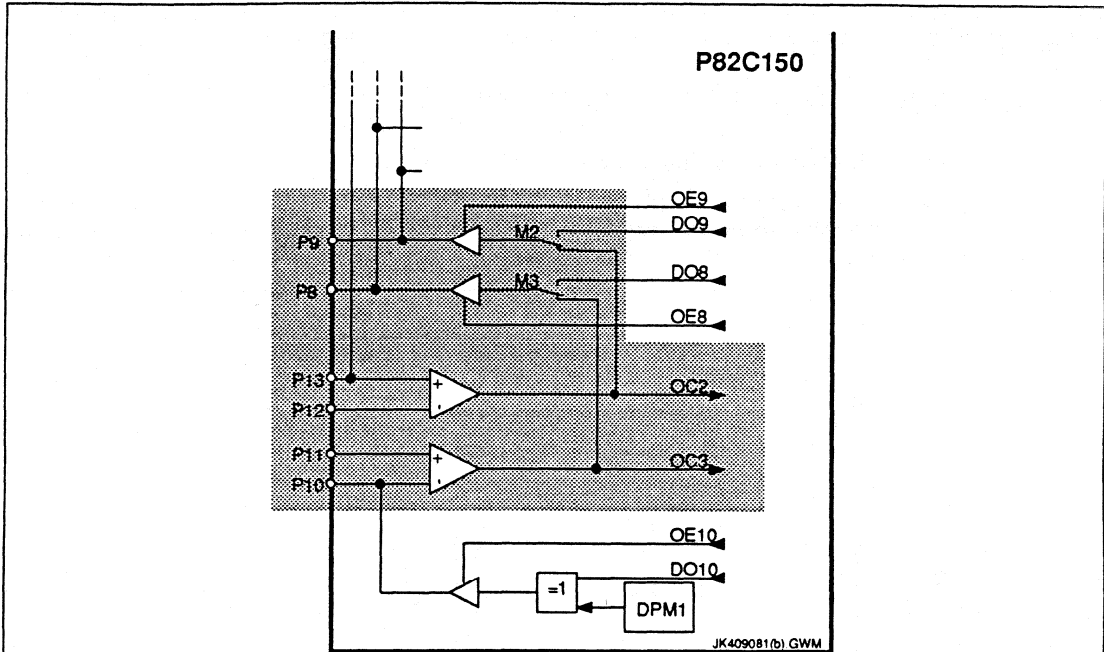 P82C150
OE9
DO9
M2
P9
DO8
M3
P8
OE8
P13
+
OC2
-
P12
P11
+
OC3
-
P10
OE10
DO10
=1
DPM1
JK409081(b) GWM